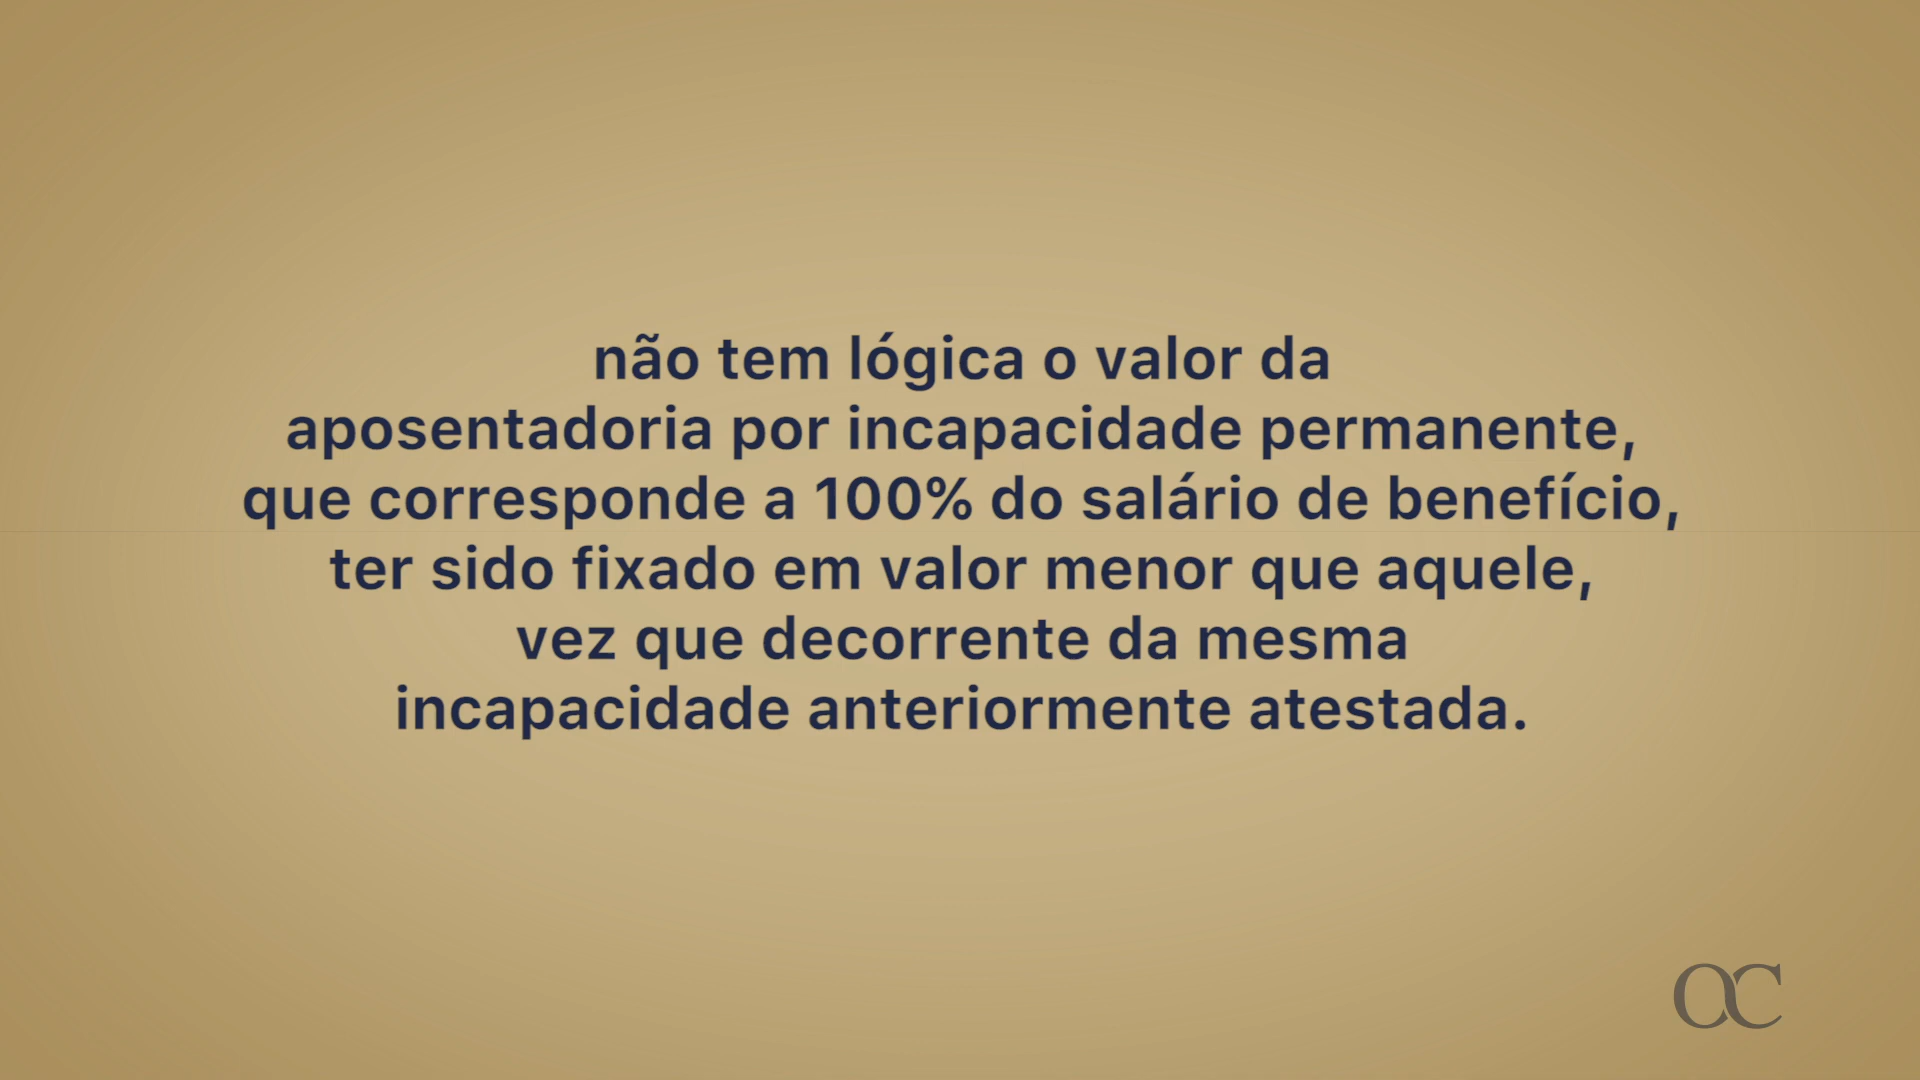 não tem lógica o valor da
aposentadoria por incapacidade permanente,
que corresponde a 100% do salário de benefício,
ter sido fixado em valor menor que aquele,
vez que decorrente da mesma
incapacidade anteriormente atestada.
OC